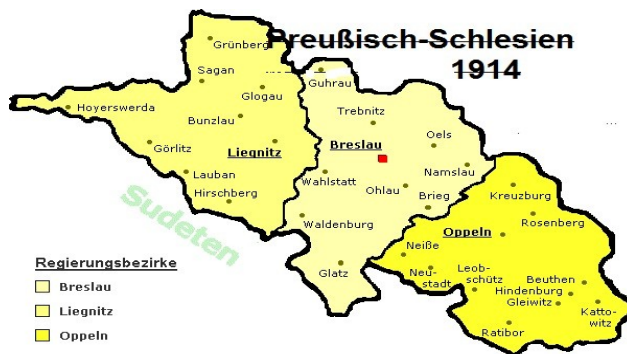 Preußisch-Schlesien
1914
Grünberg
Sagan
Guhrau
Glogau
Hoyerswerda
Trebnitz
Bunzlau
Oels
Görlitz
Liegnitz
Breslau
Lauban
Wahlstatt
Namslau
Hirschberg
Ohlau
Brieg
Kreuzburg
Sudeten
Waldenburg
Rosenberg
Oppeln
Neiße
Glatz
Neu-
stadt
Leob-
schütz
Beuthen
Hindenburg
Gleiwitz
Katto-
witz
Ratibor
Regierungsbezirke
Breslau
Liegnitz
Oppeln